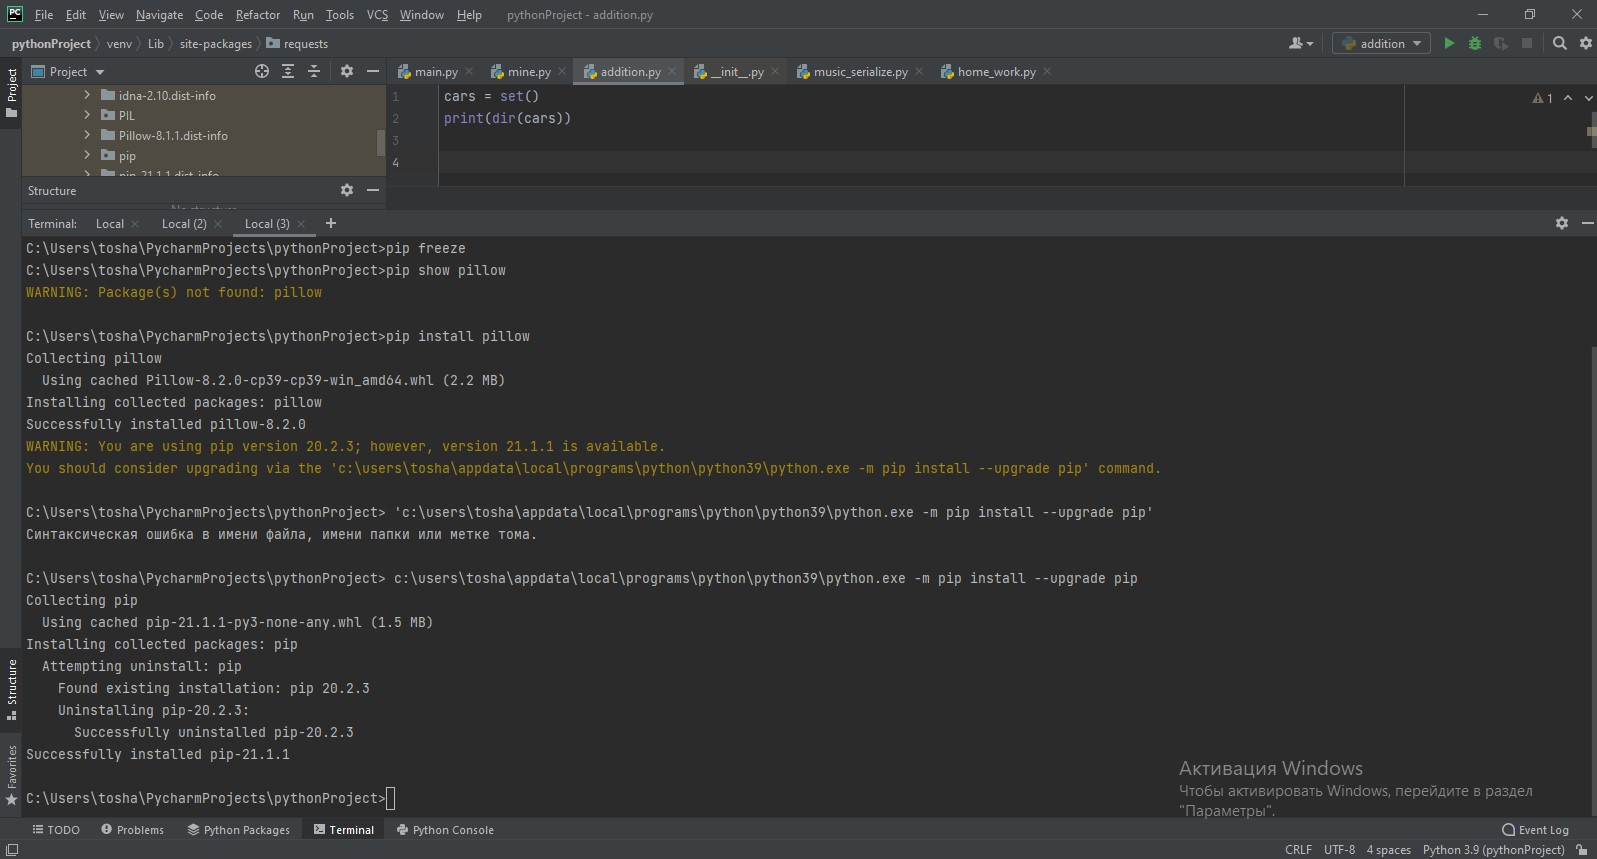 PC File Edit View Navigate Code Refactor Run Tools VCS Window Help pythonProject - addition.py
pythonProject venv Lib site-packages requests addition
Project main.py mine.py addition.py __init__.py music_serialize.py home_work.py
Project
idna-2.10.dist-info
PIL
Pillow-8.1.1.dist-info
pip
pip-21.1.1.dist-info
1 cars = set()
2 print(dir(cars))
3
4
1
Structure
No structure
Terminal: Local Local (2) Local (3) +
C:\Users\tosha\PycharmProjects\pythonProject>pip freeze
C:\Users\tosha\PycharmProjects\pythonProject>pip show pillow
WARNING: Package(s) not found: pillow
C:\Users\tosha\PycharmProjects\pythonProject>pip install pillow
Collecting pillow
Using cached Pillow-8.2.0-cp39-cp39-win_amd64.whl (2.2 MB)
Installing collected packages: pillow
Successfully installed pillow-8.2.0
WARNING: You are using pip version 20.2.3; however, version 21.1.1 is available.
You should consider upgrading via the 'c:\users\tosha\appdata\local\programs\python\python39\python.exe -m pip install --upgrade pip' command.
C:\Users\tosha\PycharmProjects\pythonProject> 'c:\users\tosha\appdata\local\programs\python\python39\python.exe -m pip install --upgrade pip'
Синтаксическая ошибка в имени файла, имени папки или метке тома.
C:\Users\tosha\PycharmProjects\pythonProject> c:\users\tosha\appdata\local\programs\python\python39\python.exe -m pip install --upgrade pip
Collecting pip
Using cached pip-21.1.1-py3-none-any.whl (1.5 MB)
Installing collected packages: pip
Attempting uninstall: pip
Found existing installation: pip 20.2.3
Uninstalling pip-20.2.3:
Successfully uninstalled pip-20.2.3
Successfully installed pip-21.1.1
C:\Users\tosha\PycharmProjects\pythonProject>
Structure
Favorites
Активация Windows
Чтобы активировать Windows, перейдите в раздел
"Параметры".
TODO Problems Python Packages Terminal Python Console Event Log
CRLF UTF-8 4 spaces Python 3.9 (pythonProject)